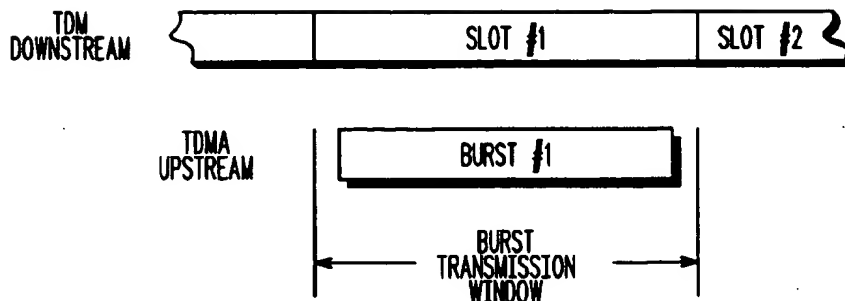 TDM
DOWNSTREAM
SLOT #1
SLOT #2
TDMA
UPSTREAM
BURST #1
BURST
TRANSMISSION
WINDOW